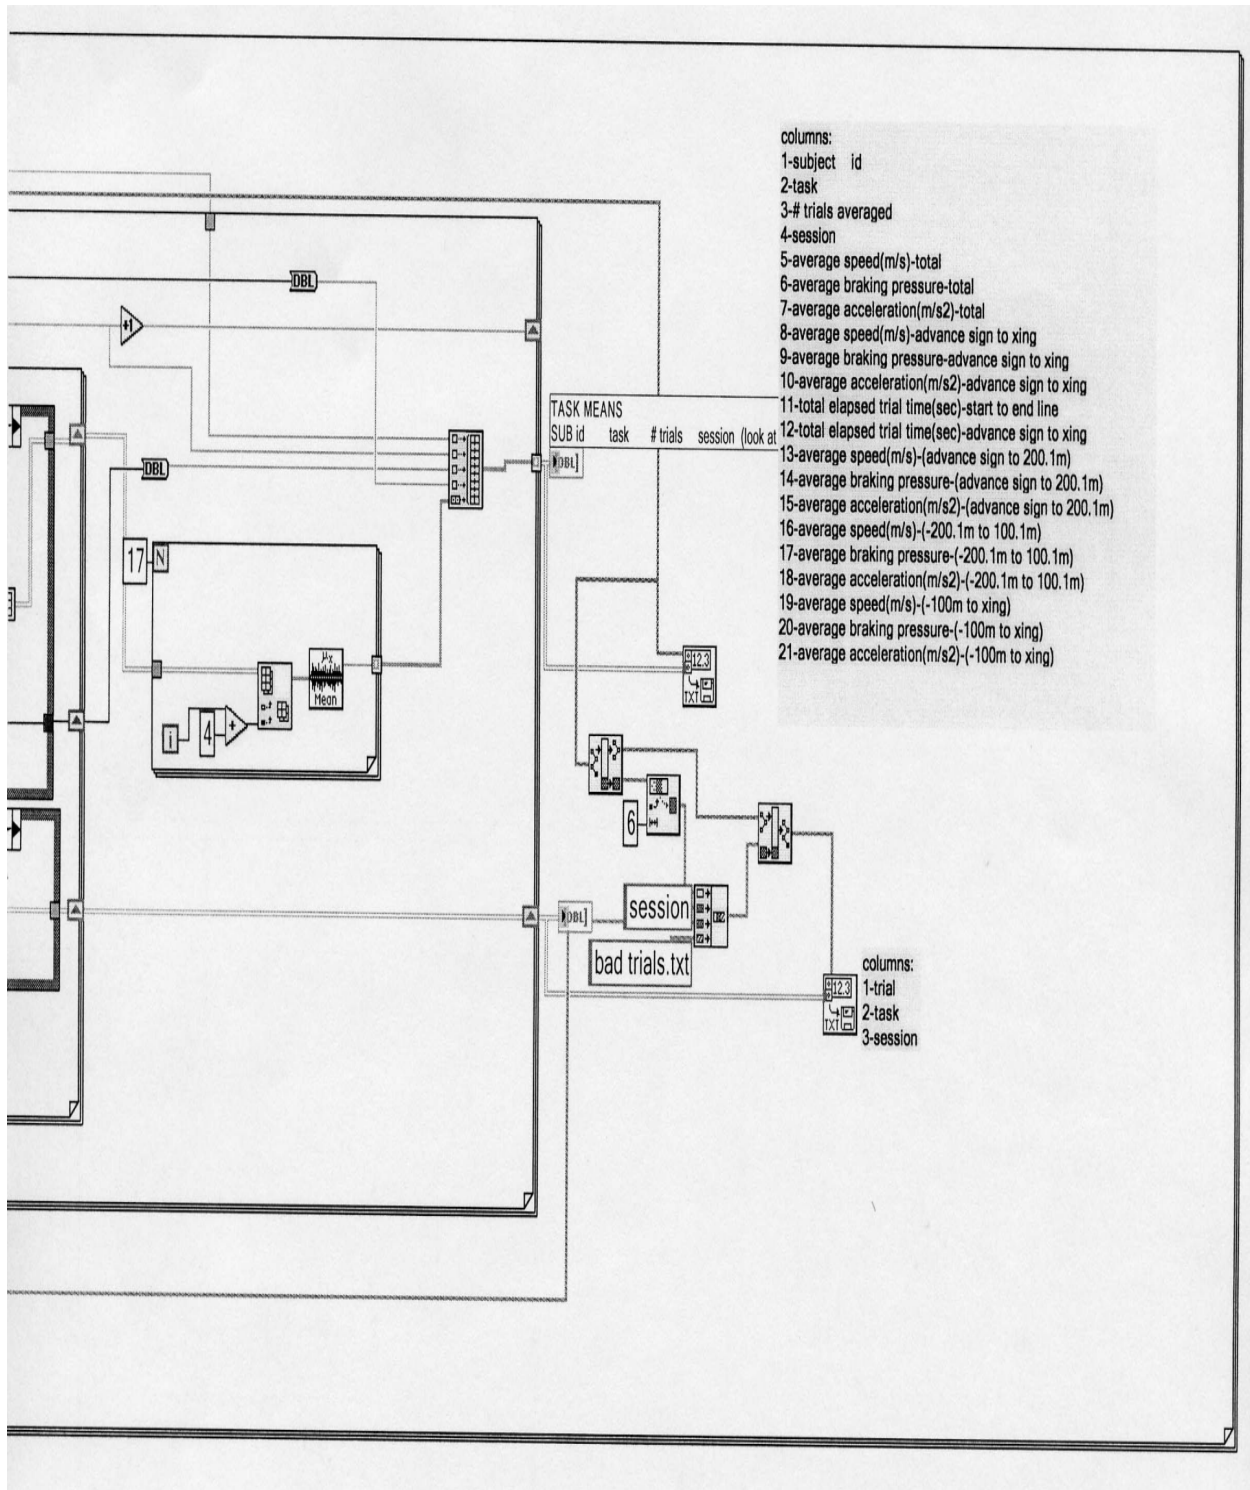 columns:
1-subject id
2-task
3-# trials averaged
4-session
5-average speed(m/s)-total
6-average braking pressure-total
7-average acceleration(m/s2)-total
8-average speed(m/s)-advance sign to xing
9-average braking pressure-advance sign to xing
10-average acceleration(m/s2)-advance sign to xing
11-total elapsed trial time(sec)-start to end line
12-total elapsed trial time(sec)-advance sign to xing
13-average speed(m/s)-(advance sign to 200.1m)
14-average braking pressure-(advance sign to 200.1m)
15-average acceleration(m/s2)-(advance sign to 200.1m)
16-average speed(m/s)-(-200.1m to 100.1m)
17-average braking pressure-(-200.1m to 100.1m)
18-average acceleration(m/s2)-(-200.1m to 100.1m)
19-average speed(m/s)-(-100m to xing)
20-average braking pressure-(-100m to xing)
21-average acceleration(m/s2)-(-100m to xing)
DBL
+1
TASK MEANS
SUB id task # trials session (look at
DBL]
DBL
17 N
μx
Mean
i 4 +
12.3
TXT
6
session
DBL]
bad trials.txt
12.3
TXT
columns:
1-trial
2-task
3-session